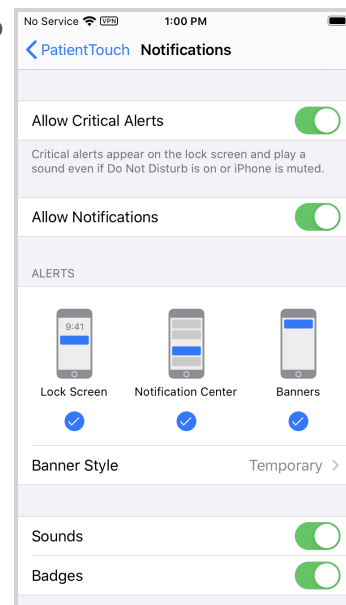 No Service VPN 1:00 PM
PatientTouch Notifications
Allow Critical Alerts
Critical alerts appear on the lock screen and play a
sound even if Do Not Disturb is on or iPhone is muted.
Allow Notifications
ALERTS
9:41
Lock Screen Notification Center Banners
Banner Style Temporary
Sounds
Badges